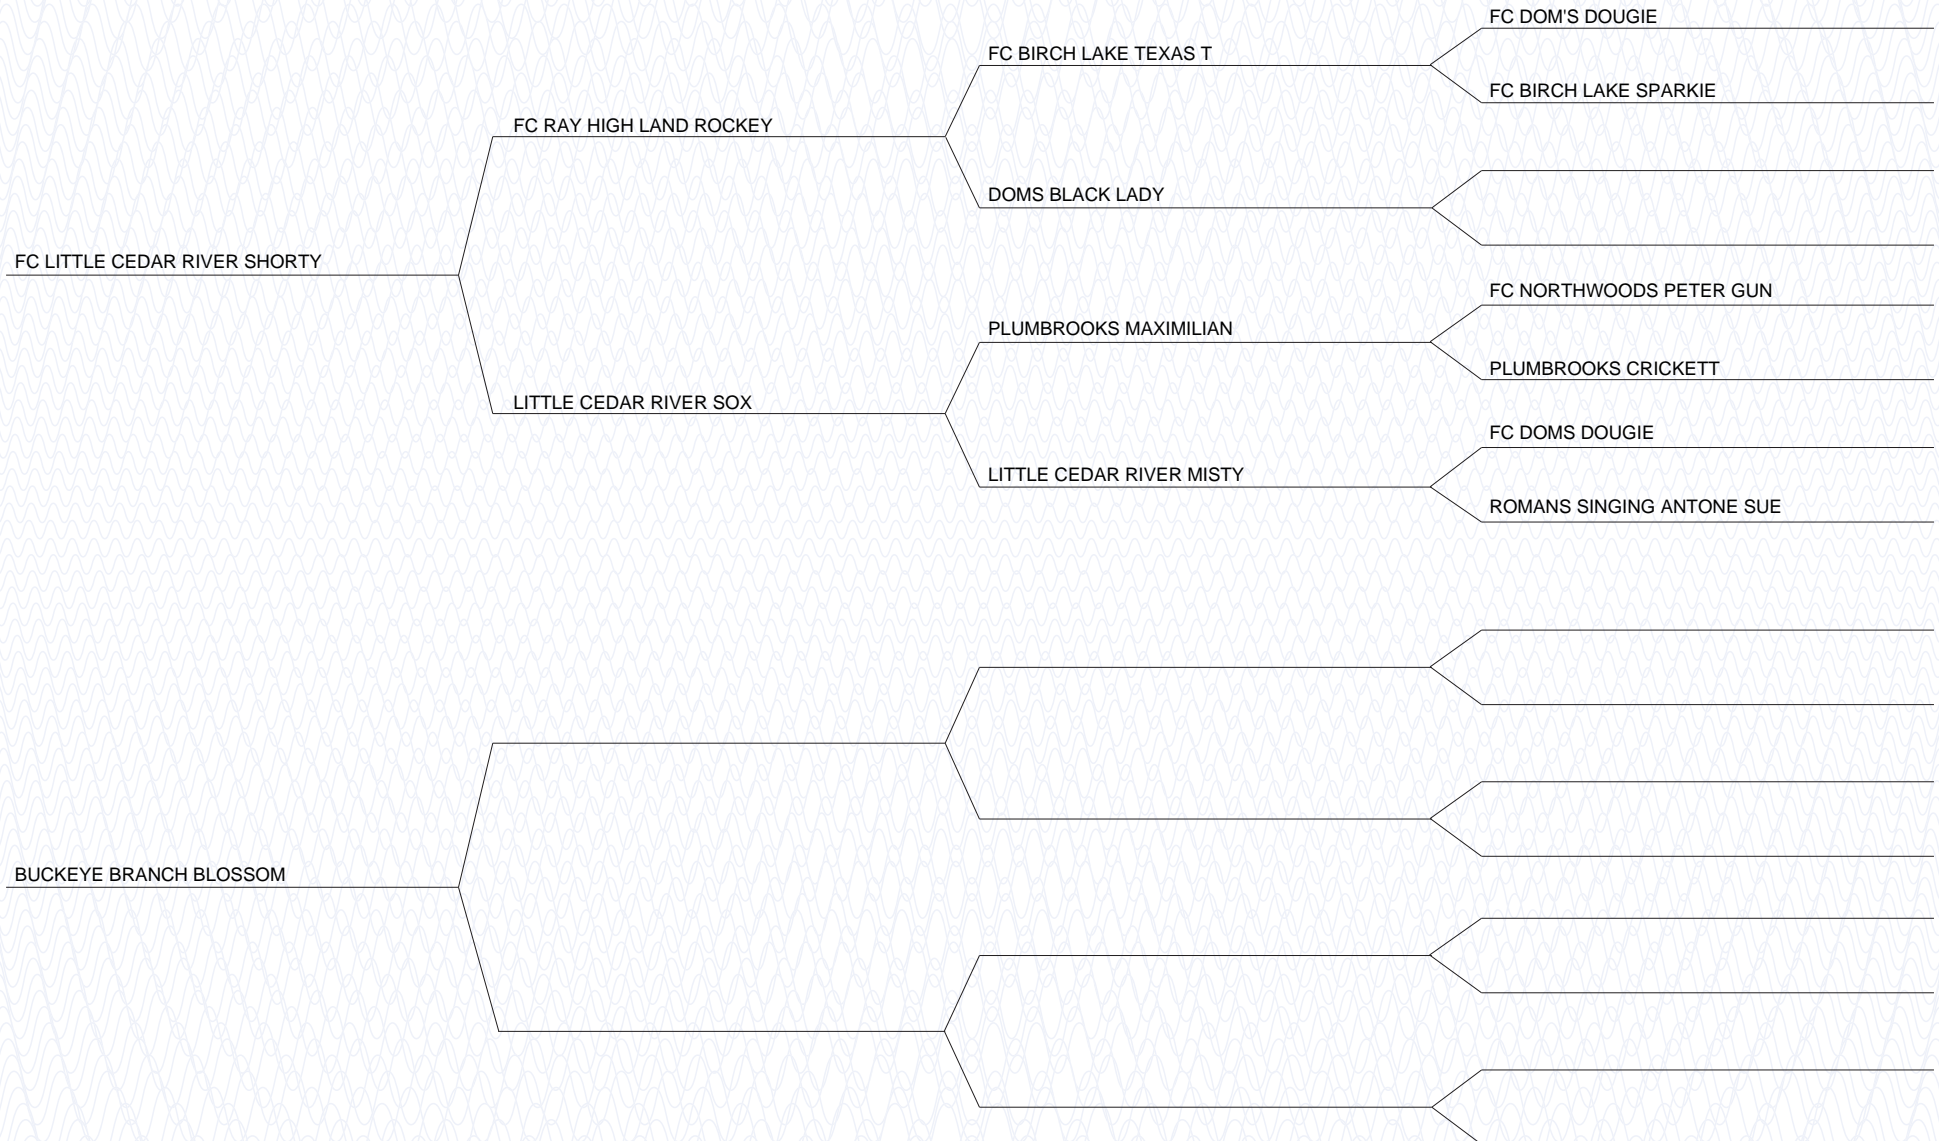 FC DOM'S DOUGIE
FC BIRCH LAKE TEXAS T
FC BIRCH LAKE SPARKIE
FC RAY HIGH LAND ROCKEY
DOMS BLACK LADY
FC LITTLE CEDAR RIVER SHORTY
FC NORTHWOODS PETER GUN
PLUMBROOKS MAXIMILIAN
PLUMBROOKS CRICKETT
LITTLE CEDAR RIVER SOX
FC DOMS DOUGIE
LITTLE CEDAR RIVER MISTY
ROMANS SINGING ANTONE SUE
BUCKEYE BRANCH BLOSSOM